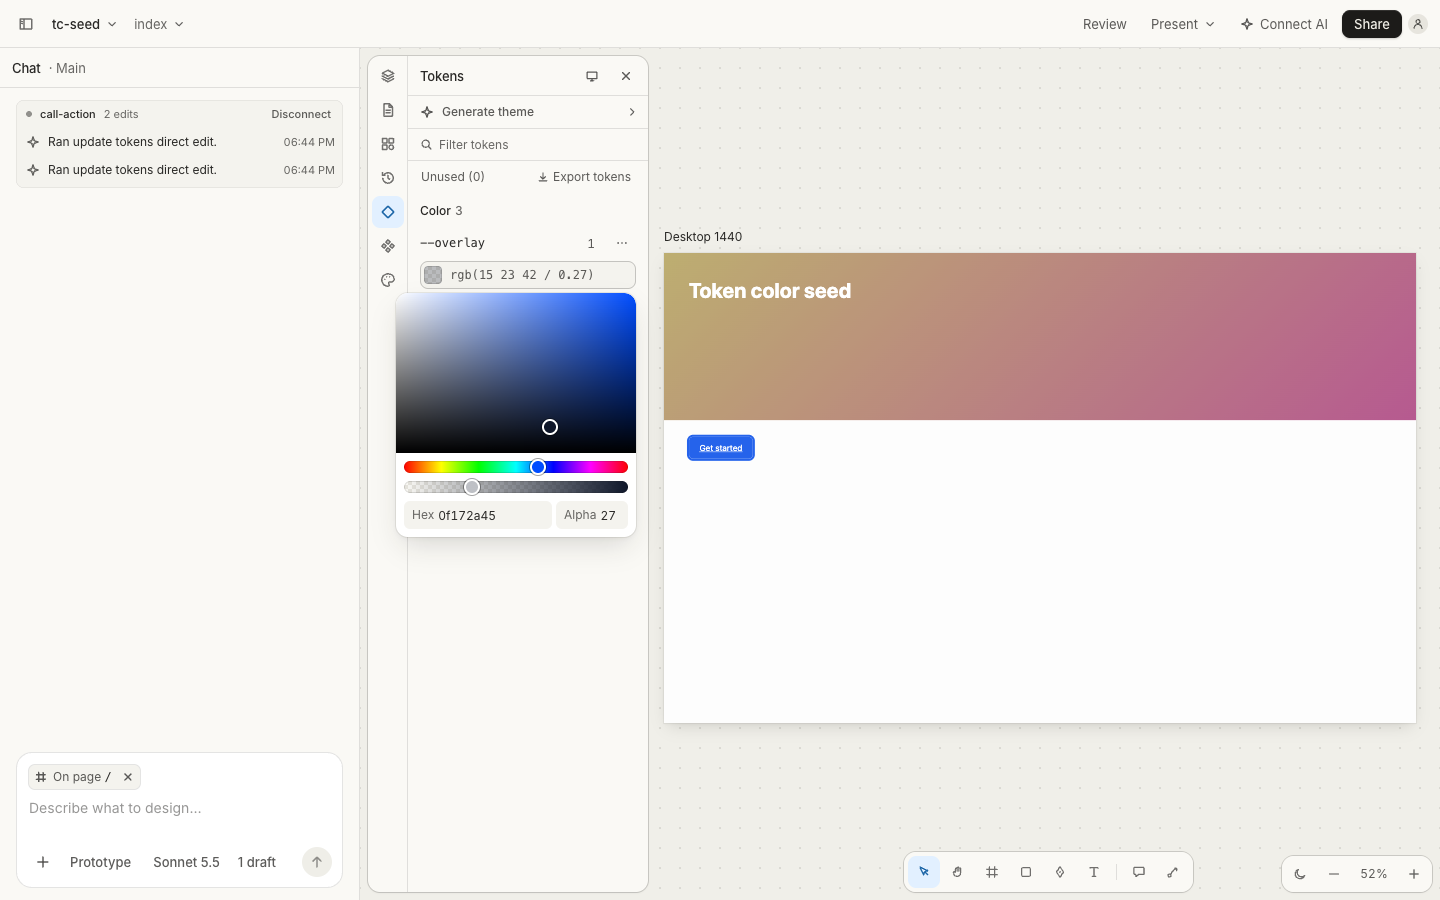 tc-seed
index
Review
Present
Connect AI
Share
Chat · Main
call-action 2 edits Disconnect
Ran update tokens direct edit. 06:44 PM
Ran update tokens direct edit. 06:44 PM
Tokens
Generate theme
Filter tokens
Unused (0) Export tokens
Color 3
--overlay 1 ...
rgb(15 23 42 / 0.27)
Hex 0f172a45 Alpha 27
Desktop 1440
Token color seed
Get started
On page /
Describe what to design...
Prototype Sonnet 5.5 1 draft
52%